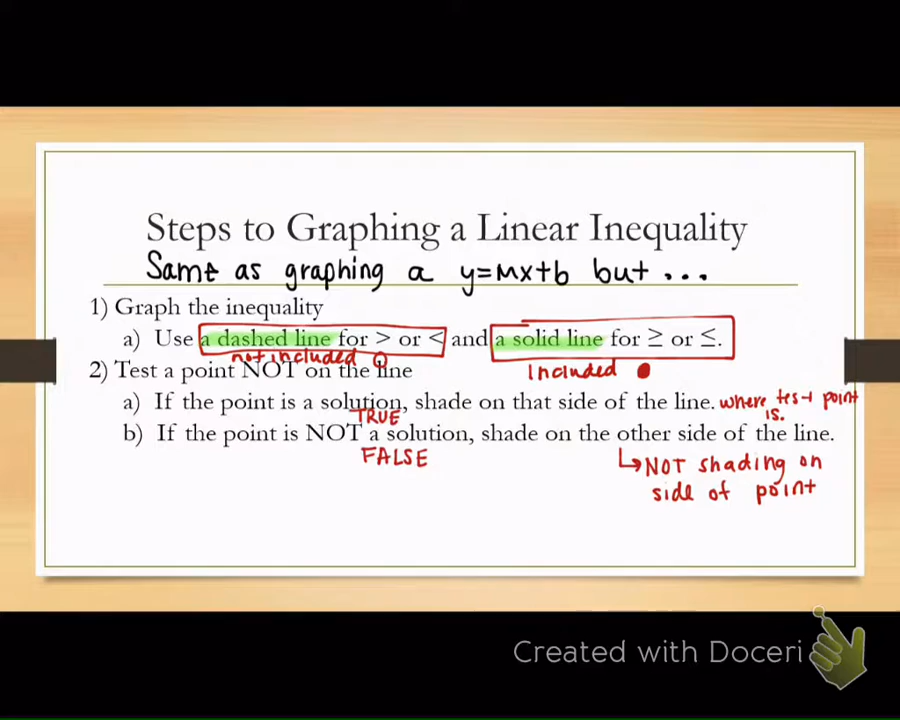 Steps to Graphing a Linear Inequality
Same as graphing a y=mx+b but ...
1) Graph the inequality
a) Use a dashed line for > or < and a solid line for ≥ or ≤.
not included
Included
2) Test a point NOT on the line
a) If the point is a solution, shade on that side of the line. where test point
is.
TRUE
b) If the point is NOT a solution, shade on the other side of the line.
FALSE
↳NOT shading on
side of point
Created with Doceri